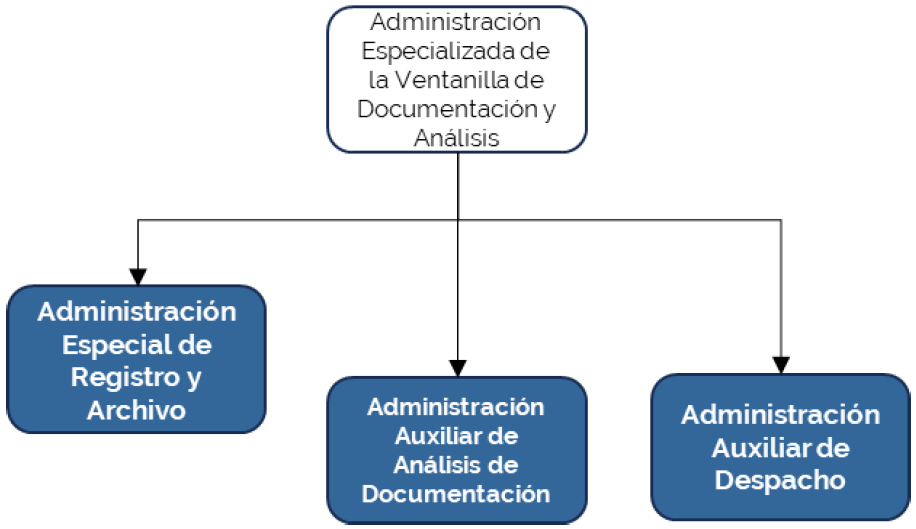 Administración
Especializada de
la Ventanilla de
Documentación y
Análisis
Administración
Especial de
Registro y
Archivo
Administración
Auxiliar de
Análisis de
Documentación
Administración
Auxiliar de
Despacho